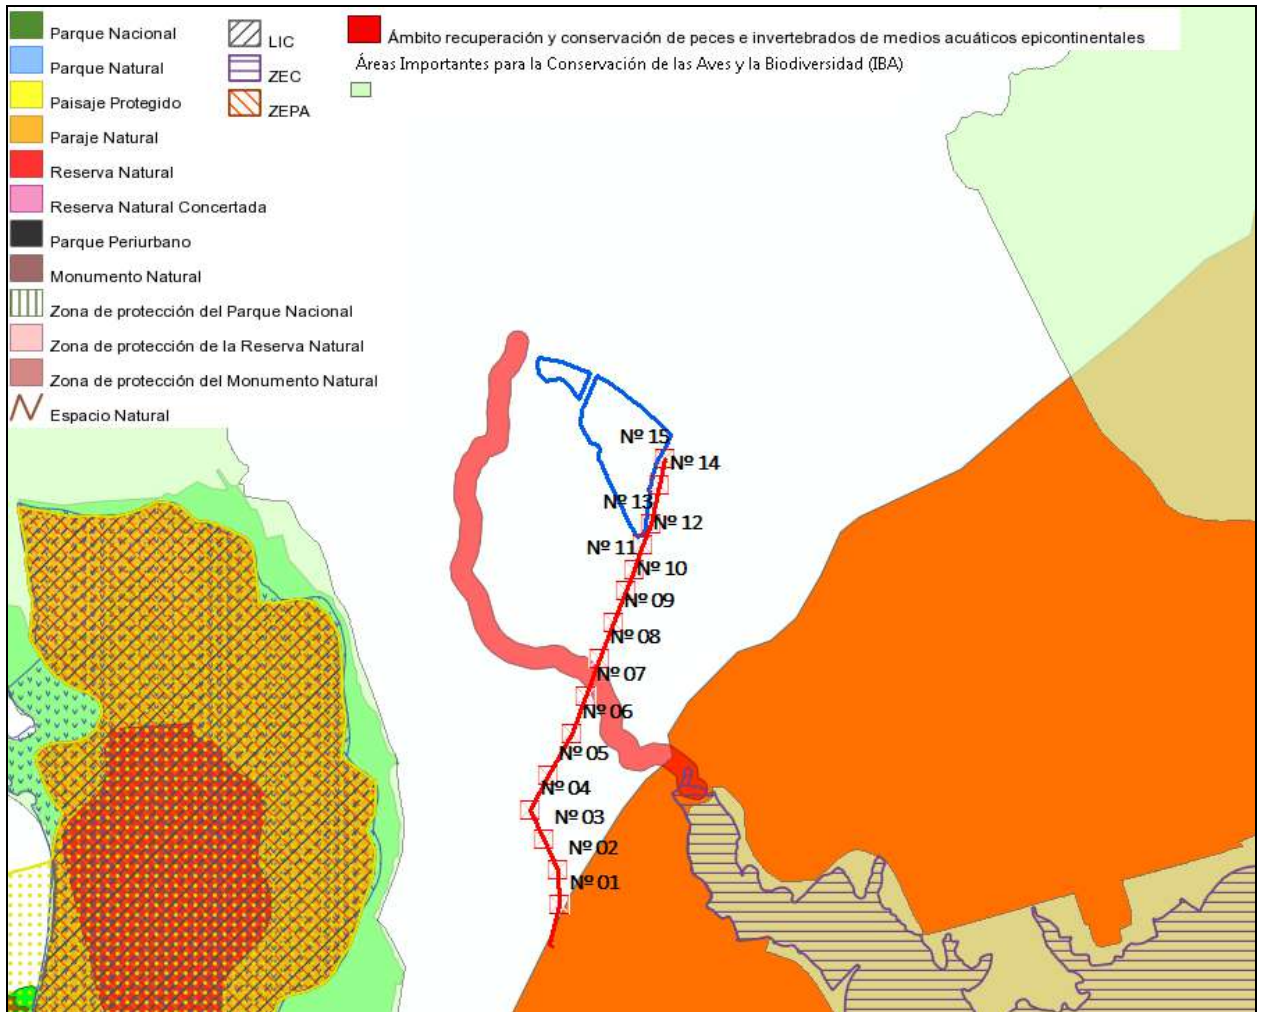 Parque Nacional
Parque Natural
Paisaje Protegido
Paraje Natural
Reserva Natural
Reserva Natural Concertada
Parque Periurbano
Monumento Natural
Zona de protección del Parque Nacional
Zona de protección de la Reserva Natural
Zona de protección del Monumento Natural
Espacio Natural
LIC
ZEC
ZEPA
Ámbito recuperación y conservación de peces e invertebrados de medios acuáticos epicontinentales
Áreas Importantes para la Conservación de las Aves y la Biodiversidad (IBA)
Nº 15
Nº 14
Nº 13
Nº 12
Nº 11
Nº 10
Nº 09
Nº 08
Nº 07
Nº 06
Nº 05
Nº 04
Nº 03
Nº 02
Nº 01